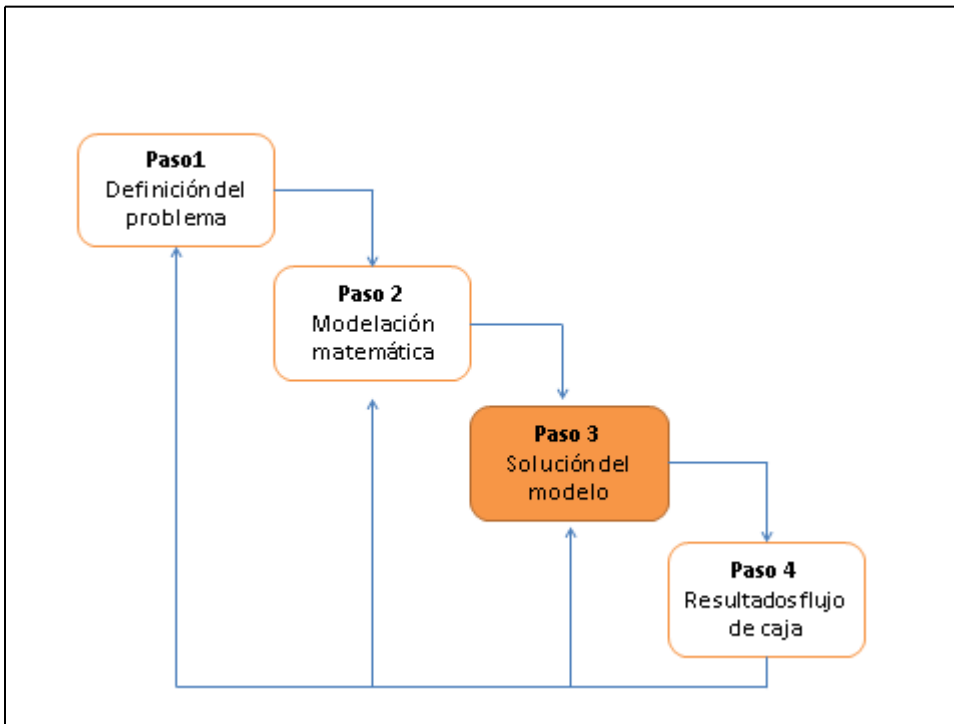 Paso1
Definición del
problema
Paso 2
Modelación
matemática
Paso 3
Solución del
modelo
Paso 4
Resultados flujo
de caja